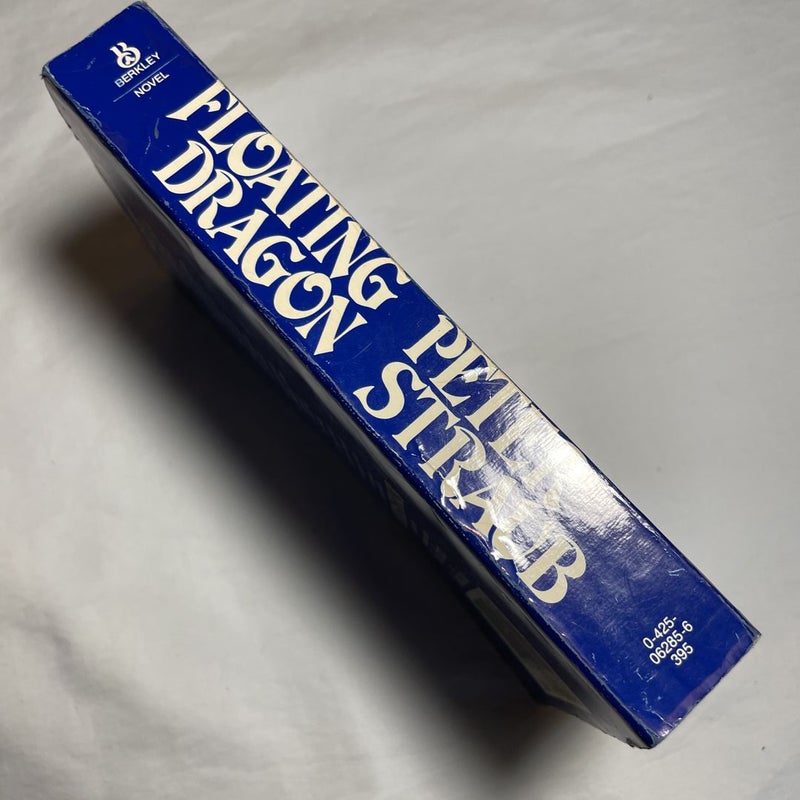 BERKLEY
NOVEL
FLOATING
DRAGON
PETER
STRAUB
0-425-
06285-6
395